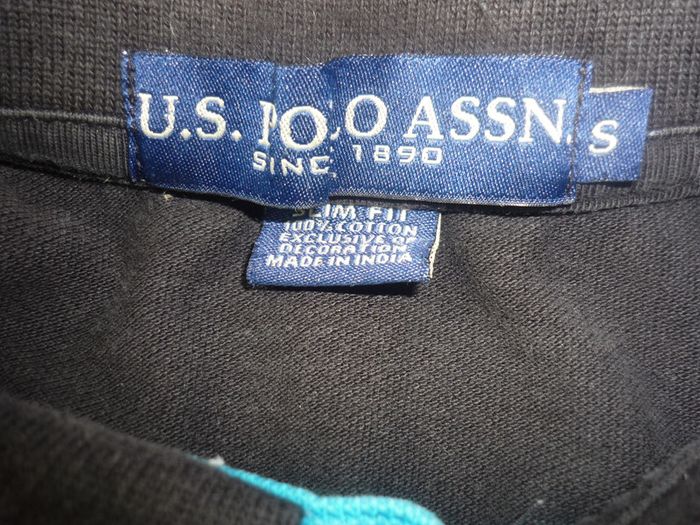 U.S. POLO ASSN.
SINCE 1890
S
SLIM FIT
100% COTTON
EXCLUSIVE OF
DECORATION
MADE IN INDIA